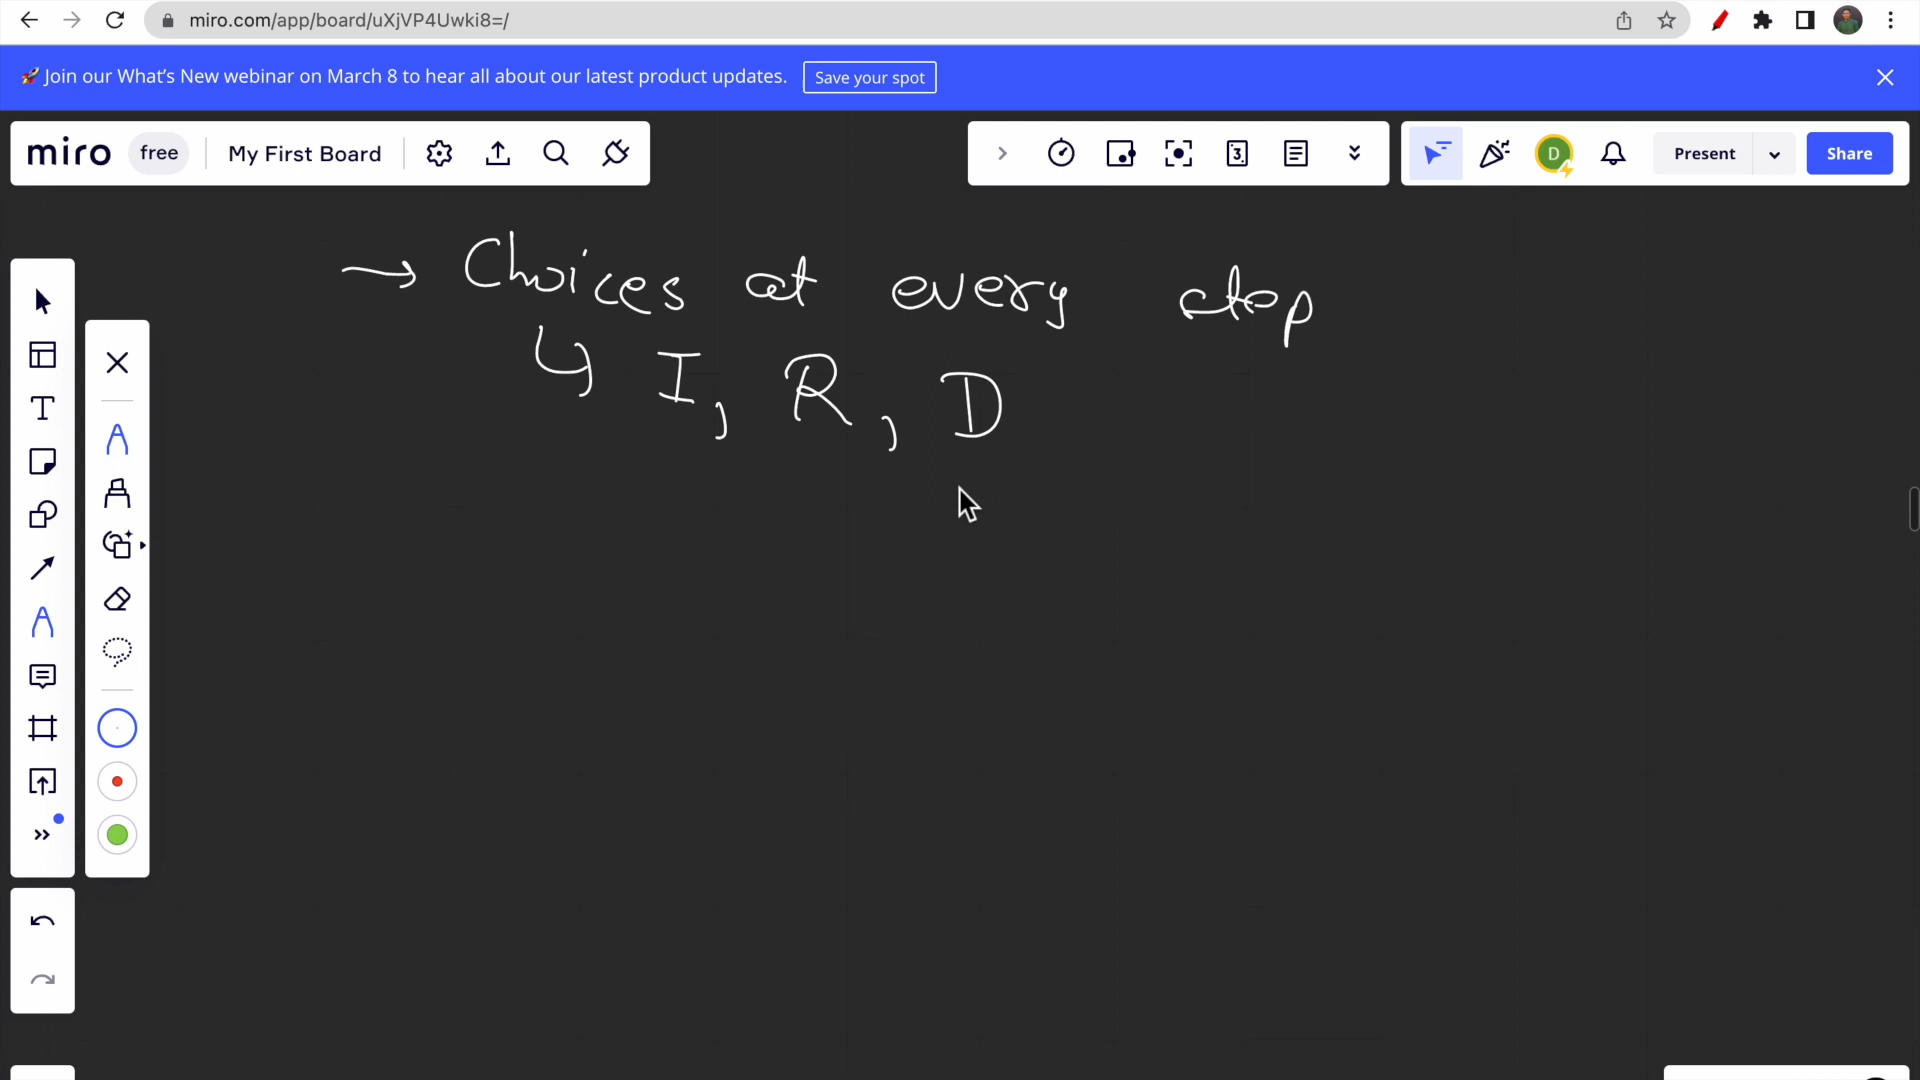 miro.com/app/board/uXjVP4Uwki8=/
🚀 Join our What's New webinar on March 8 to hear all about our latest product updates. Save your spot
miro free My First Board 3 D Present Share
→ Choices at every step
↳ I, R, D